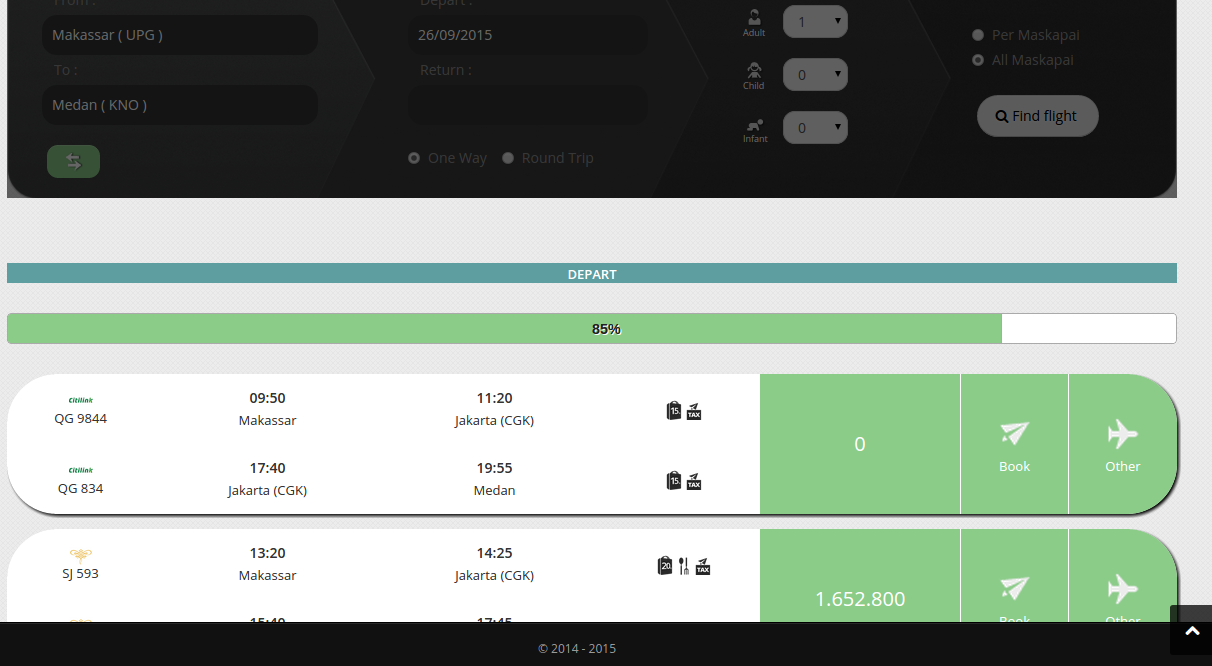 From :
Depart :
Makassar ( UPG )
26/09/2015
Adult
1
Per Maskapai
To :
Return :
All Maskapai
Child
0
Medan ( KNO )
Find flight
Infant
0
One Way
Round Trip
DEPART
85%
Citilink
QG 9844
09:50
Makassar
11:20
Jakarta (CGK)
15
TAX
Citilink
QG 834
17:40
Jakarta (CGK)
19:55
Medan
15
TAX
0
Book
Other
SJ 593
13:20
Makassar
14:25
Jakarta (CGK)
20
TAX
15:40
17:45
1.652.800
Book
Other
© 2014 - 2015